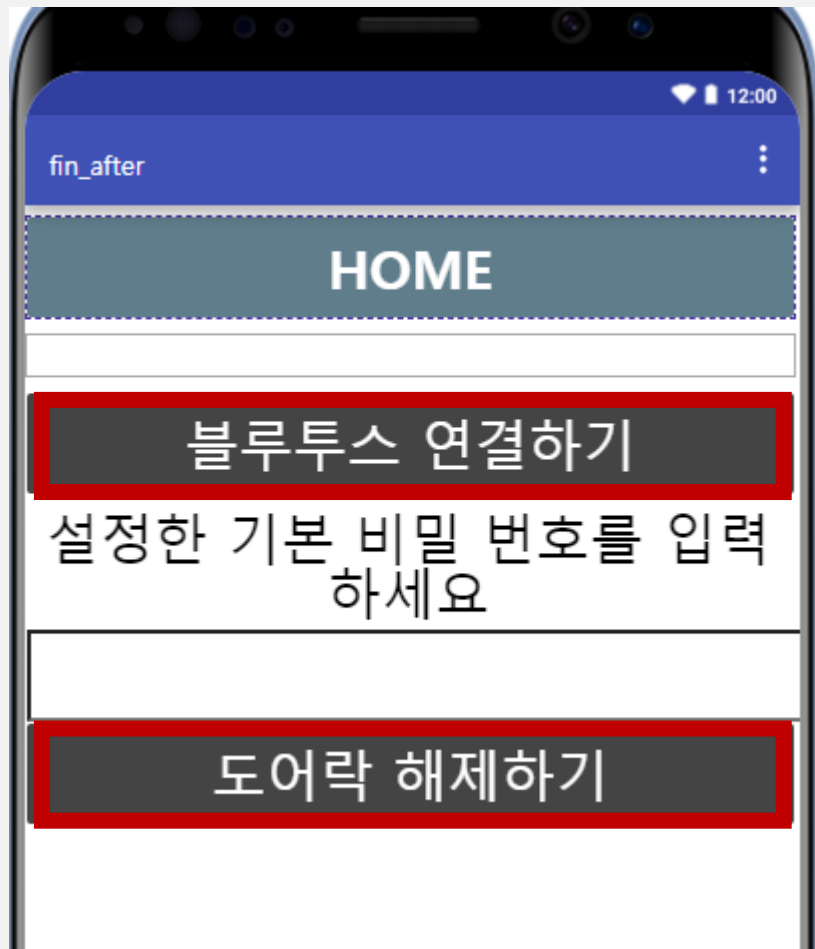 12:00
fin_after
HOME
블루투스 연결하기
설정한 기본 비밀 번호를 입력
하세요
도어락 해제하기